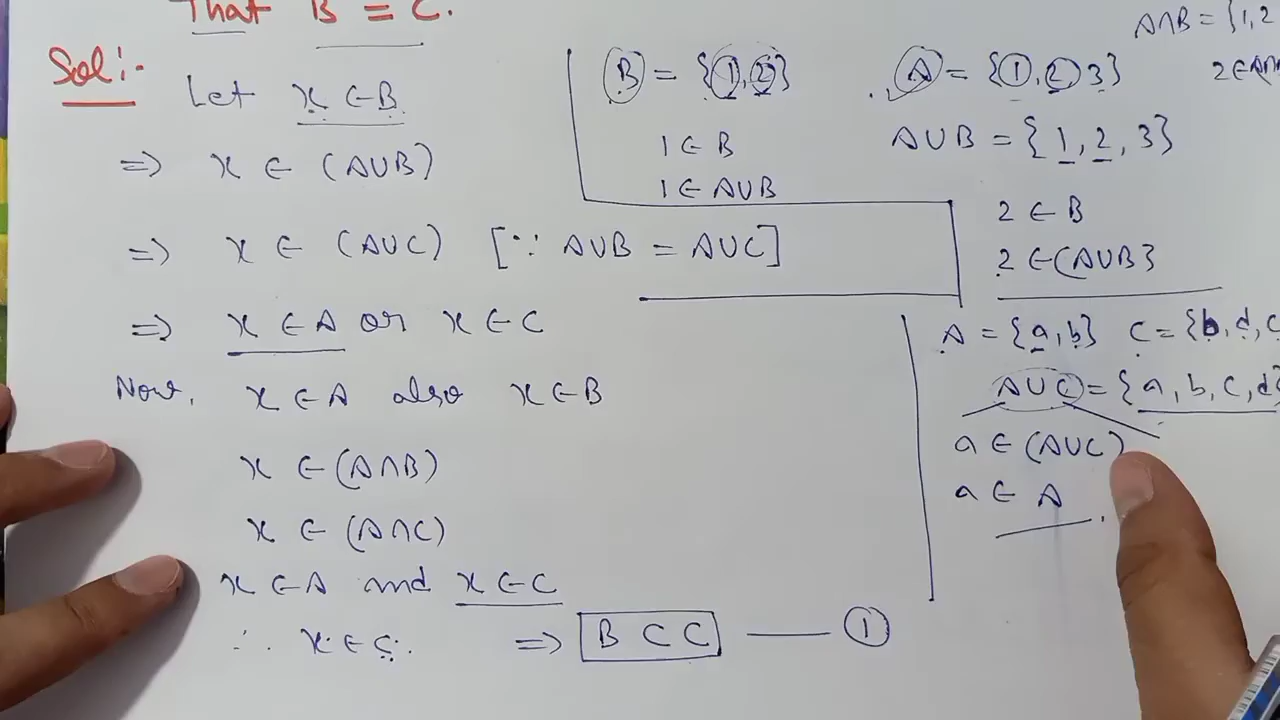 That B = C.
Sol:-
Let x ∈ B
=> x ∈ (A∪B)
=> x ∈ (A∪C) [∵ A∪B = A∪C]
=> x ∈ A or x ∈ C
Now, x ∈ A also x ∈ B
x ∈ (A∩B)
x ∈ (A∩C)
x ∈ A and x ∈ C
∴ x ∈ C. => B ⊂ C —— ①
B = {1, 2}
1 ∈ B
1 ∈ A∪B
A = {1, 2 3}
A∪B = {1, 2, 3}
2 ∈ B
2 ∈ (A∪B}
A∩B = {1, 2
2 ∈ A∩
A = {a, b} C = {b, d, c
A∪C = {a, b, c, d}
a ∈ (A∪C)
a ∈ A